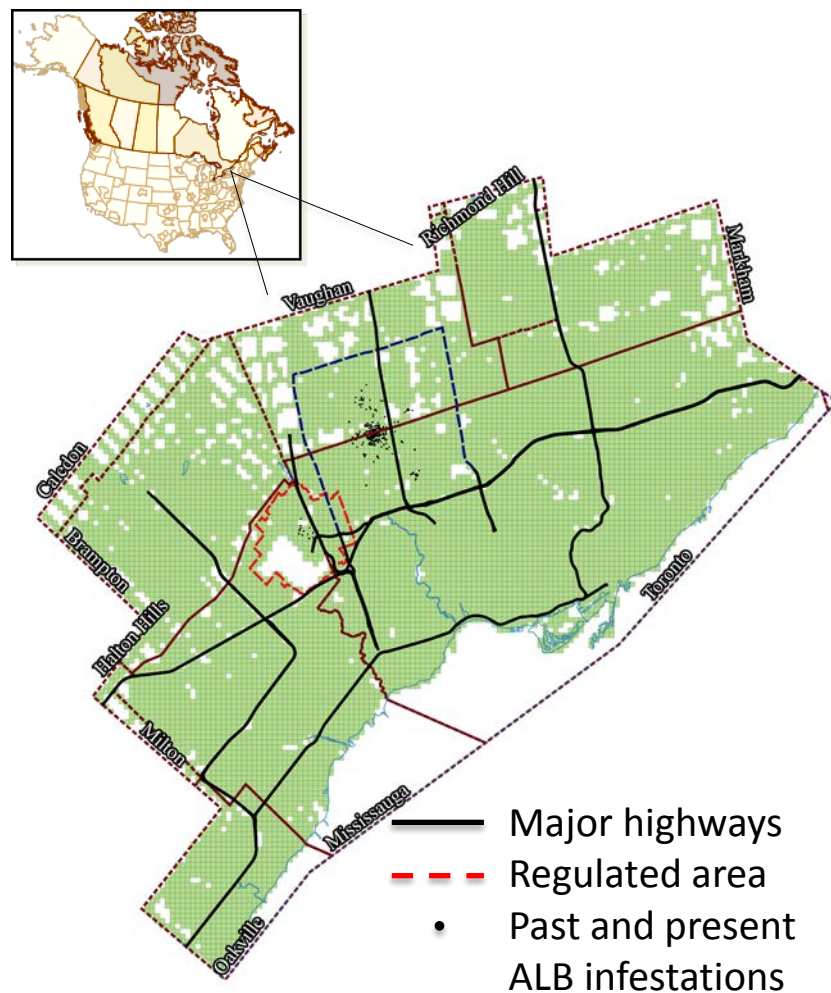 Richmond Hill
Markham
Vaughan
Caledon
Brampton
Toronto
Halton Hills
Milton
Mississauga
Oakville
Major highways
Regulated area
Past and present
ALB infestations